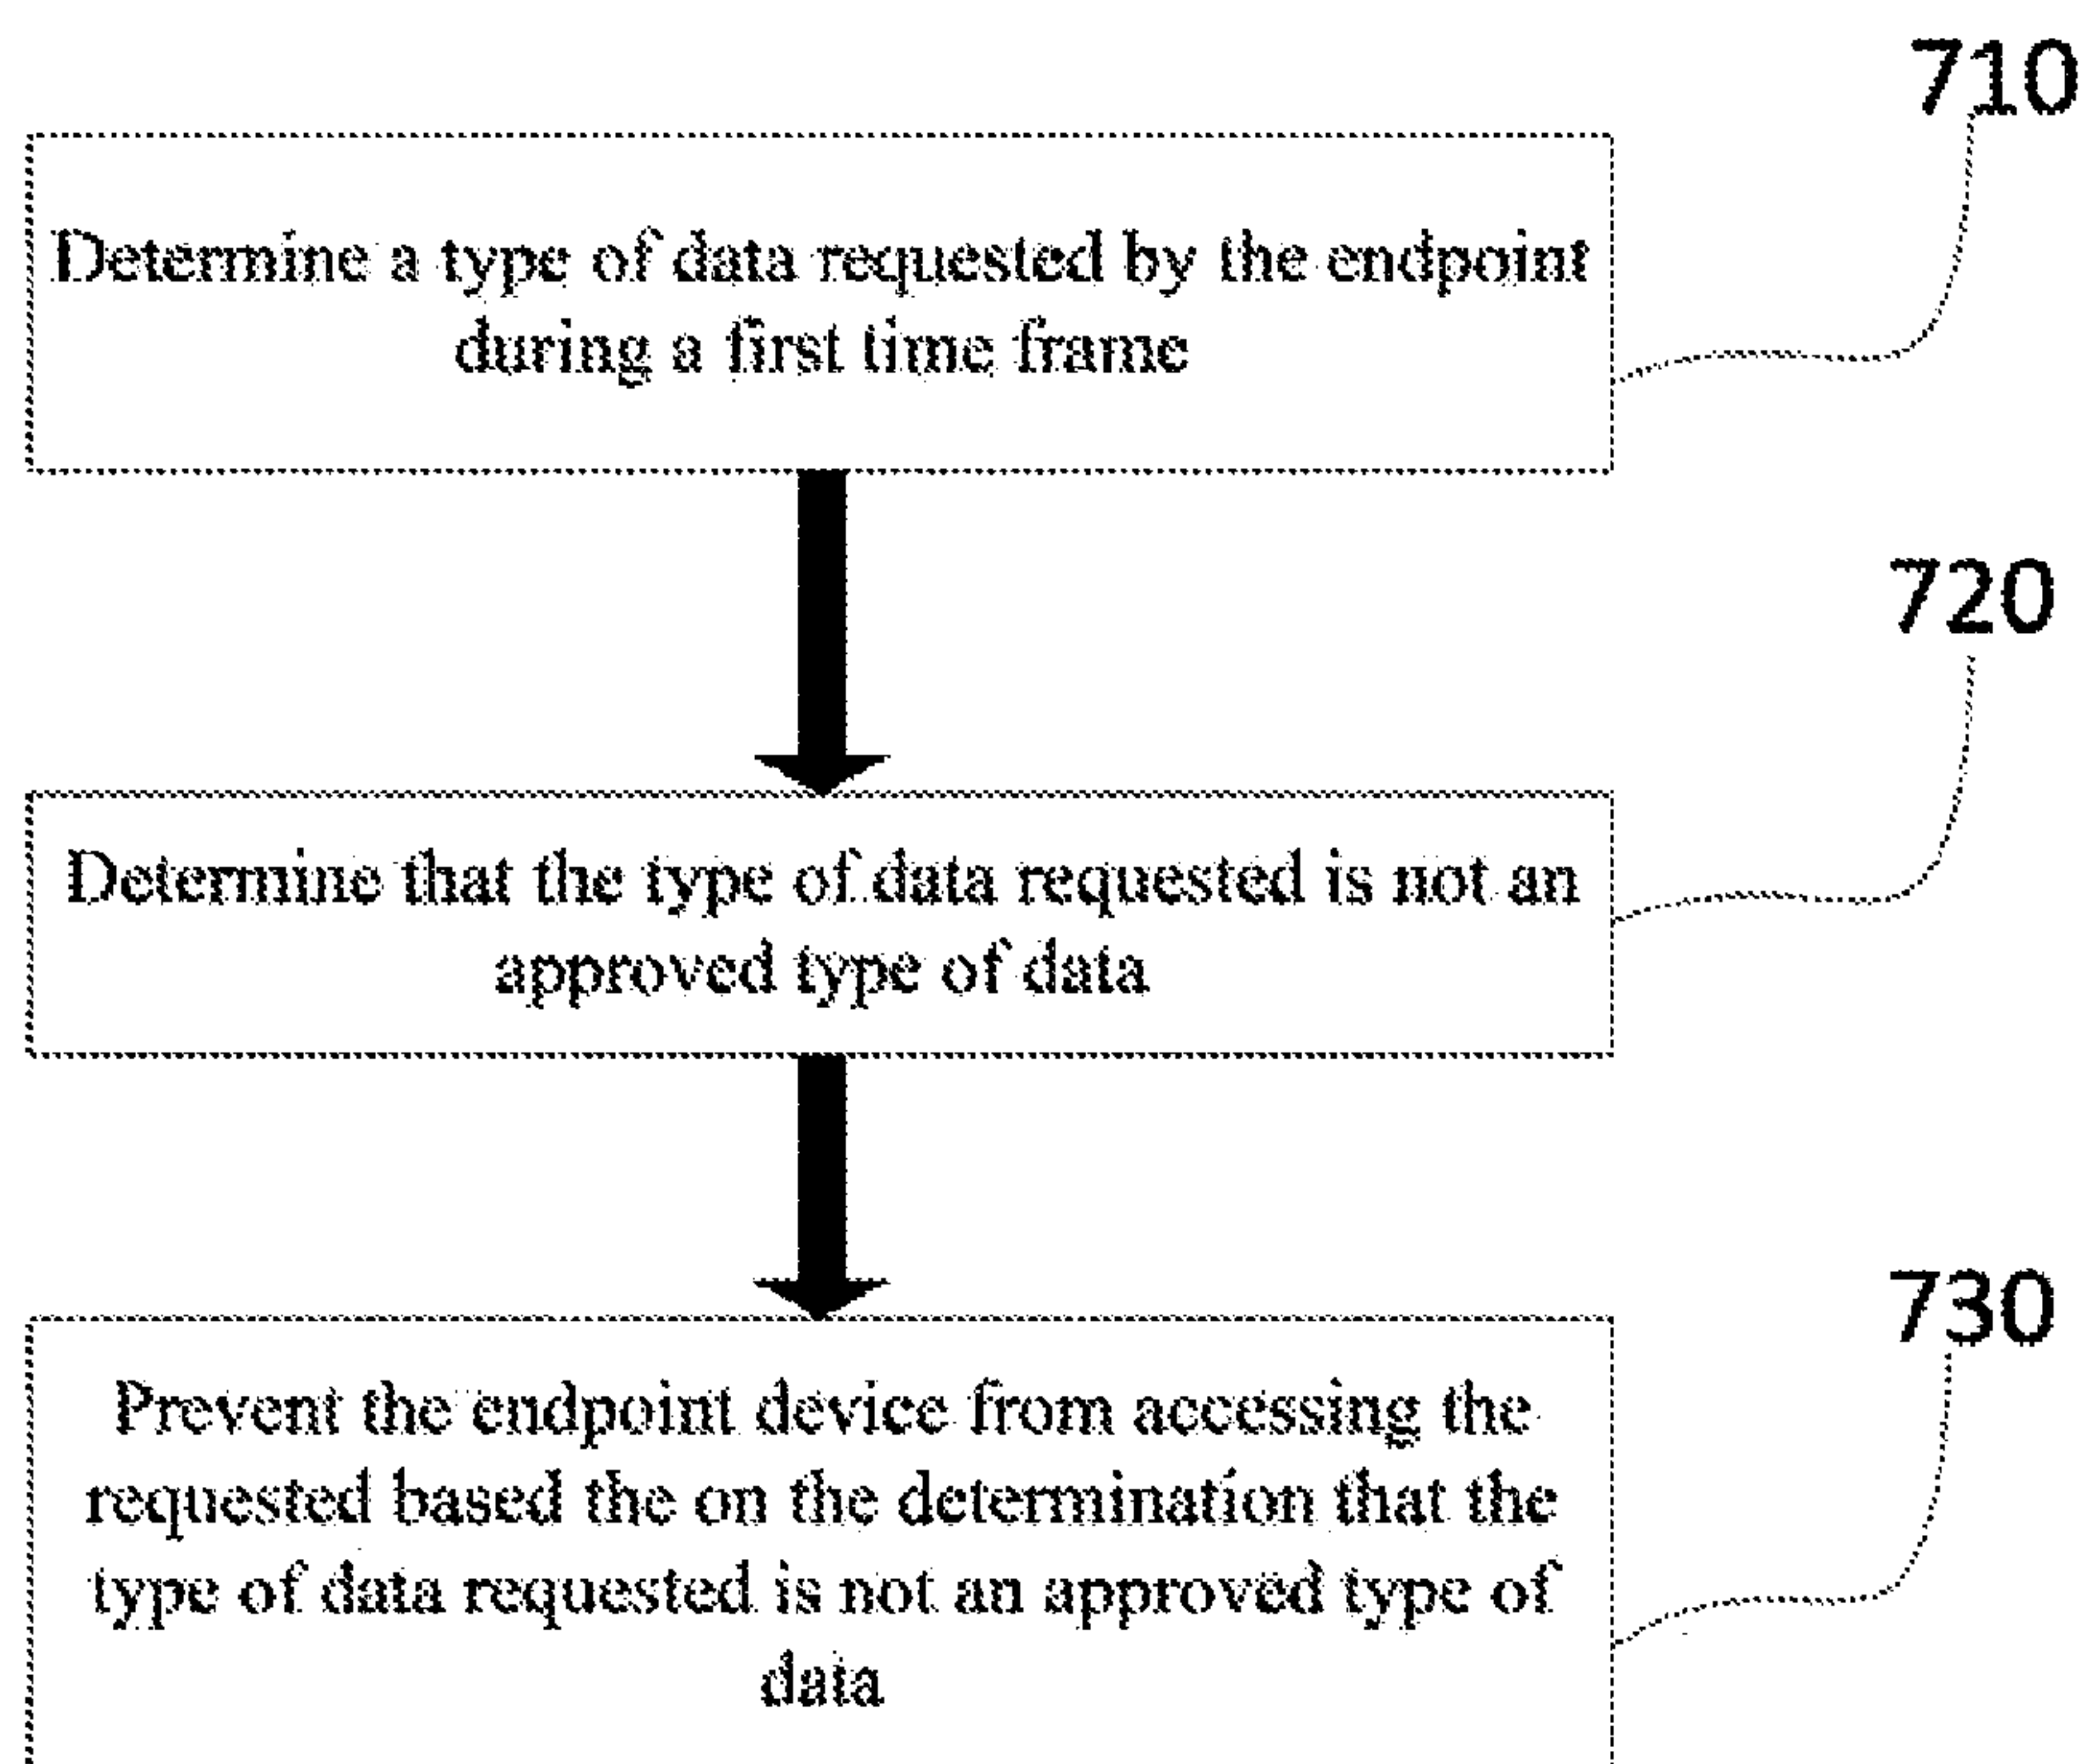 710
Determine a type of data requested by the endpoint
during a first time frame
720
Determine that the type of data requested is not an
approved type of data
730
Prevent the endpoint device from accessing the
requested based the on the determination that the
type of data requested is not an approved type of
data